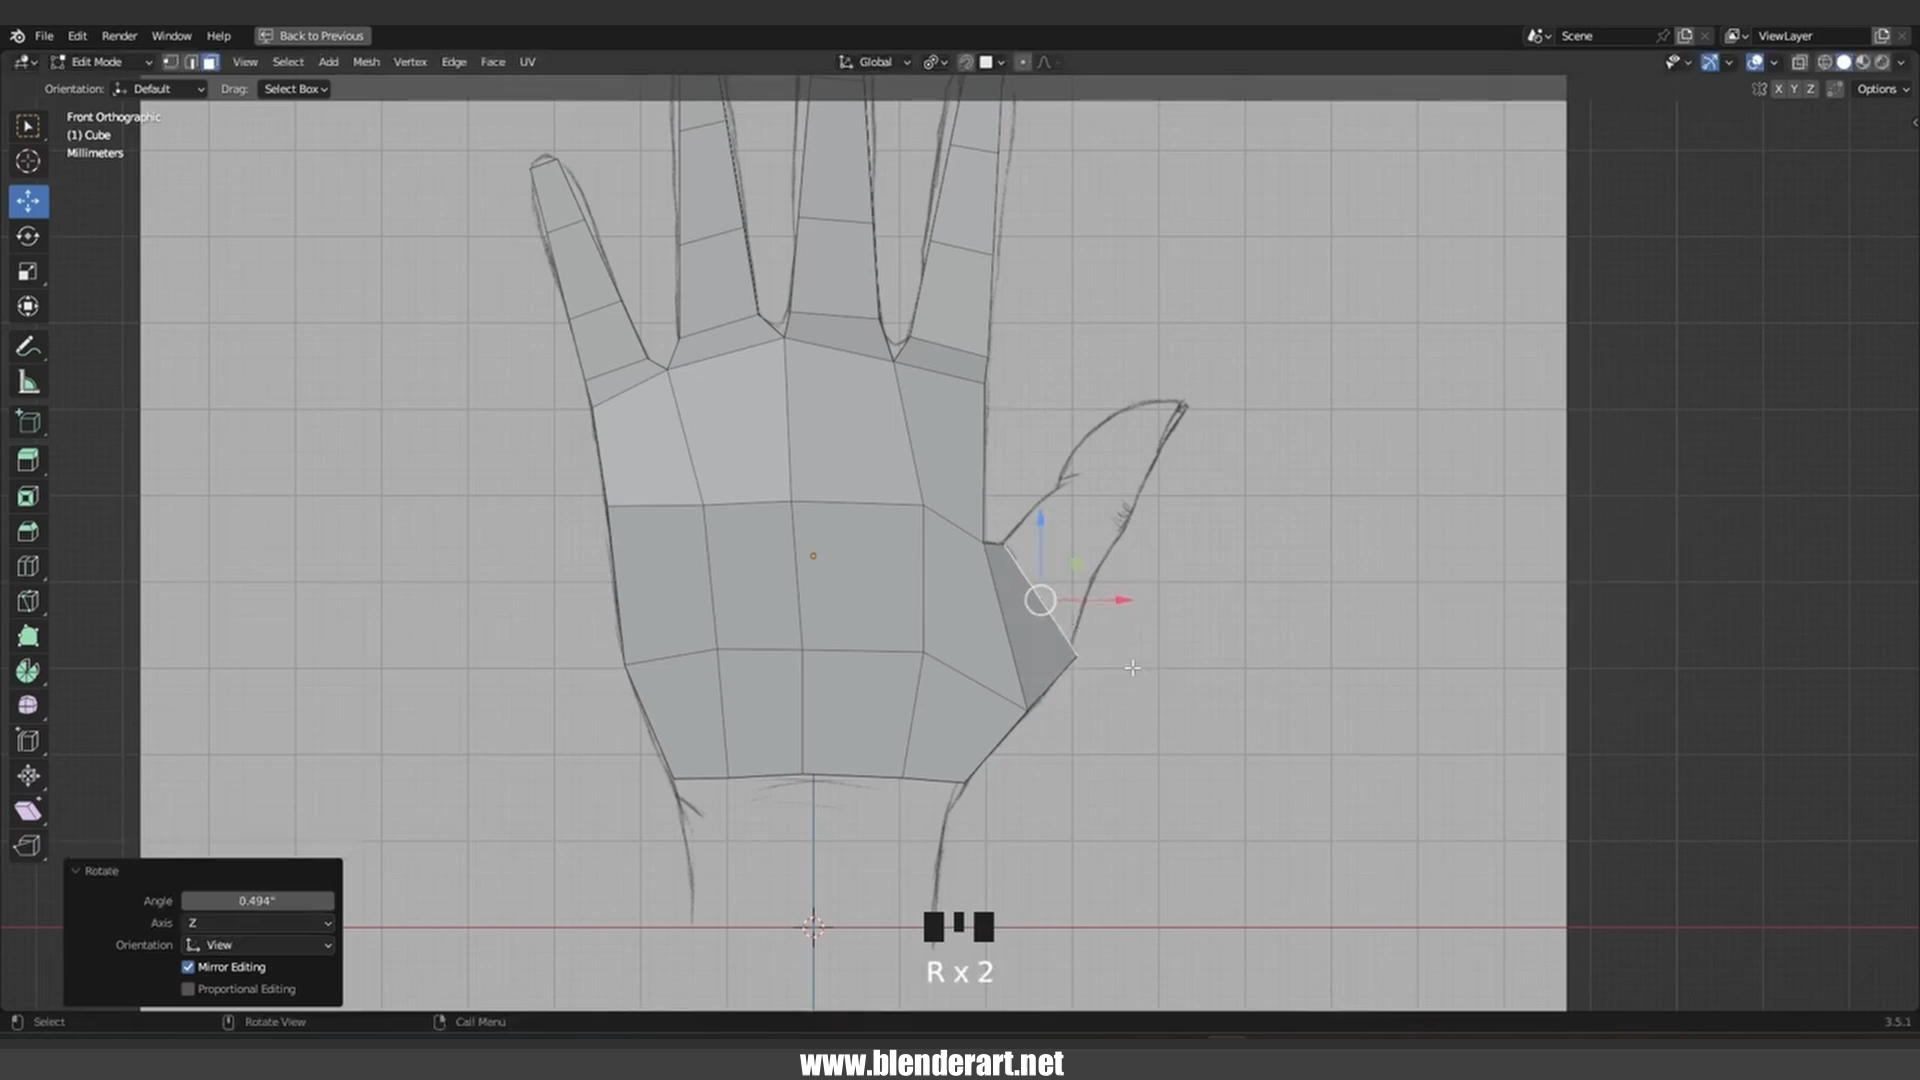 File Edit Render Window Help Back to Previous Scene ViewLayer
Edit Mode View Select Add Mesh Vertex Edge Face UV Global
Orientation: Default Drag: Select Box X Y Z Options
Front Orthographic
(1) Cube
Millimeters
Rotate
Angle 0.494°
Axis Z
Orientation View
Mirror Editing
Proportional Editing
R x 2
Select Rotate View Call Menu 3.5.1
www.blenderart.net